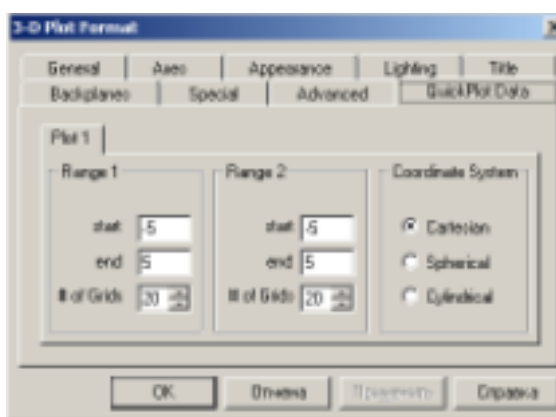 3-D Plot Format
General Axes Appearance Lighting Title
Backplanes Special Advanced QuickPlot Data
Plot 1
Range 1 Range 2 Coordinate System
start -5 start -5 Cartesian
end 5 end 5 Spherical
# of Grids 20 # of Grids 20 Cylindrical
OK Отмена Применить Справка